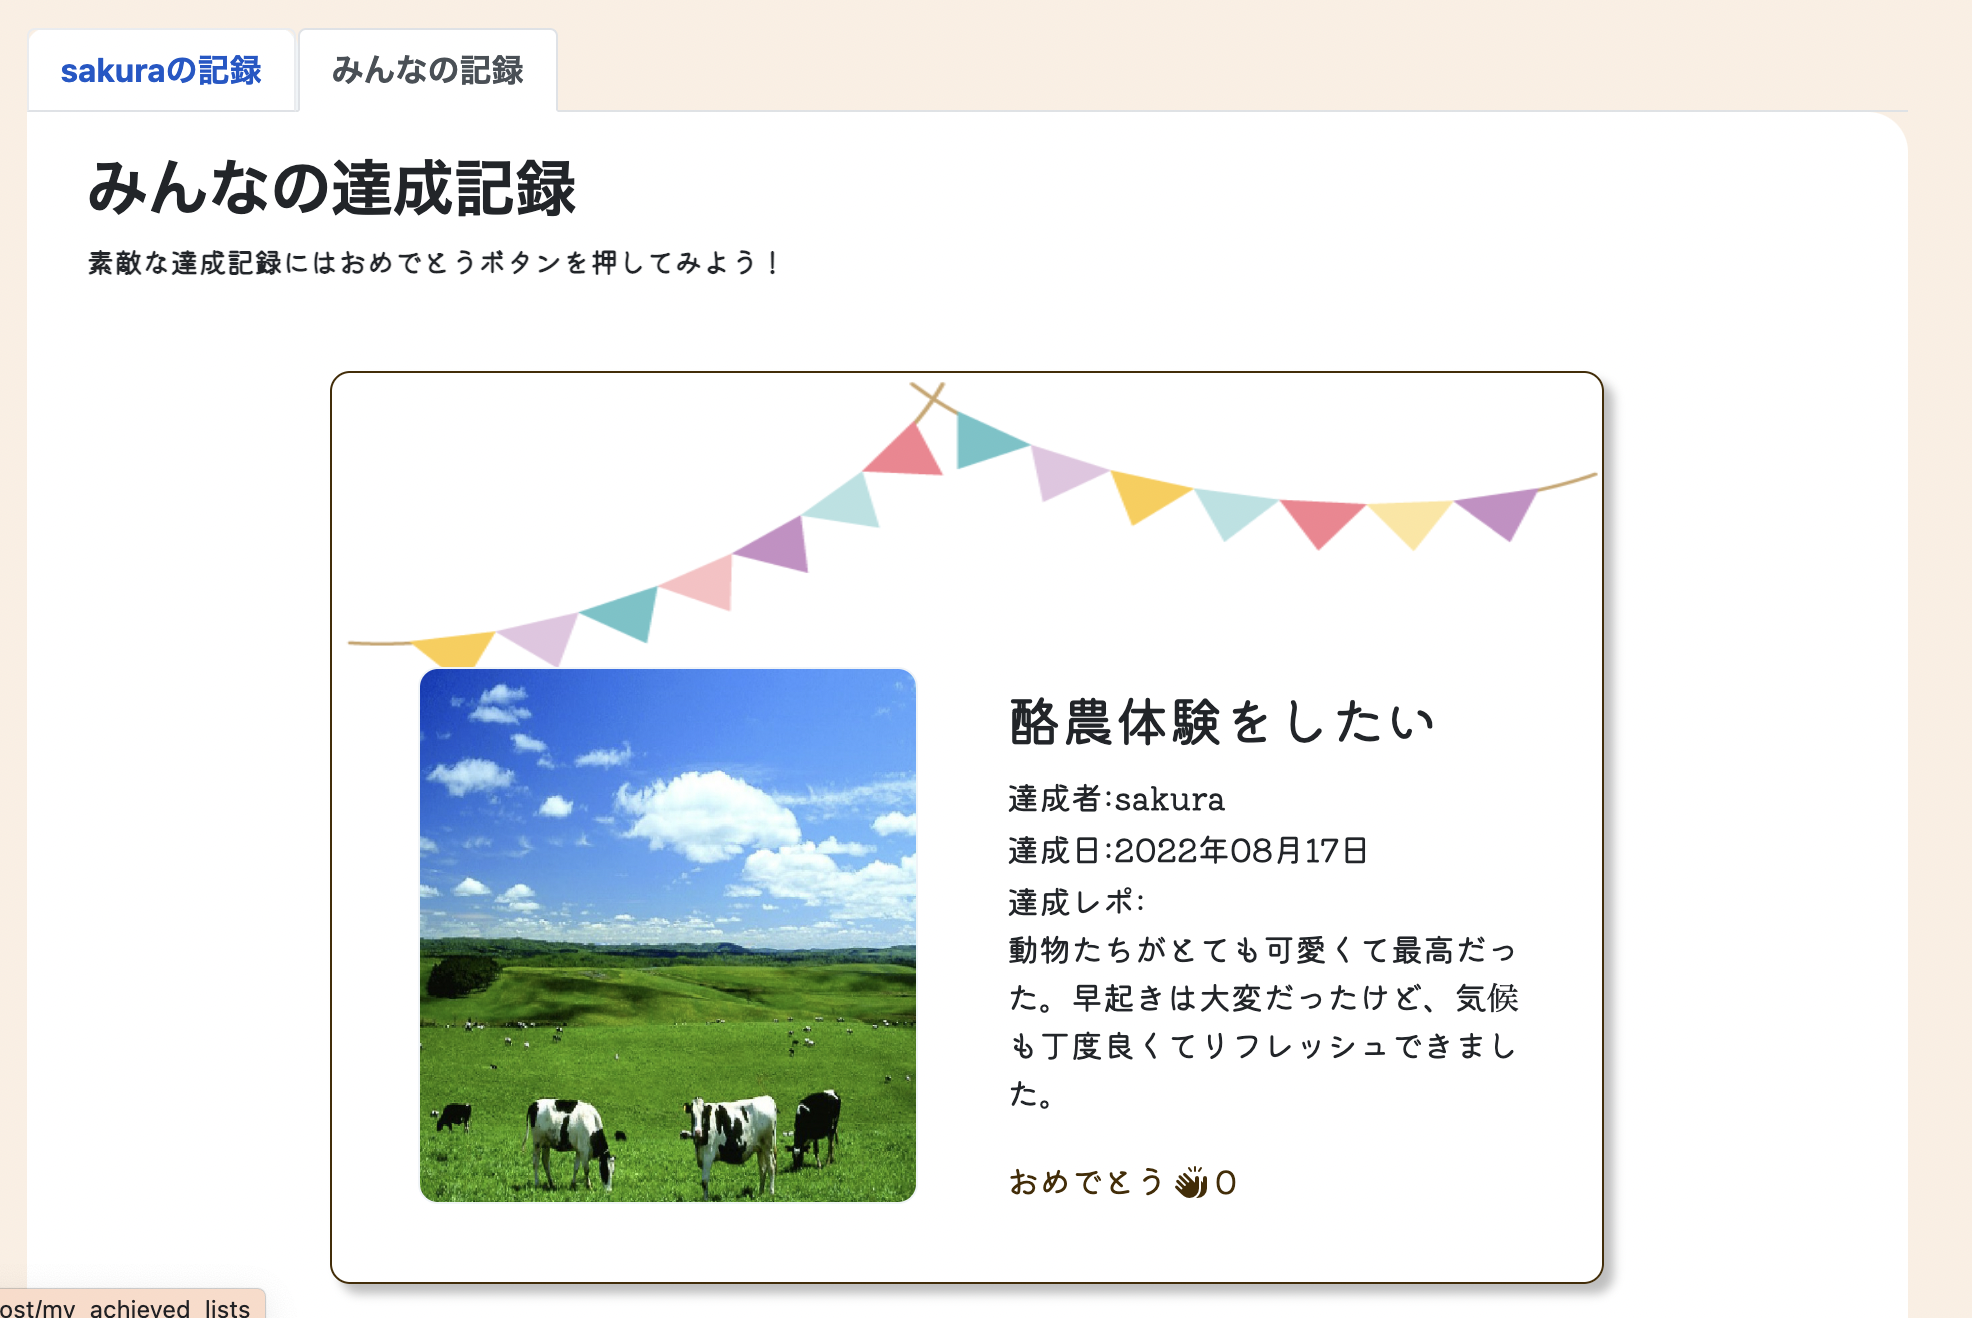 sakuraの記録
みんなの記録
みんなの達成記録
素敵な達成記録にはおめでとうボタンを押してみよう！
酪農体験をしたい
達成者:sakura
達成日:2022年08月17日
達成レポ:
動物たちがとても可愛くて最高だっ
た。早起きは大変だったけど、気候
も丁度良くてリフレッシュできまし
た。
おめでとう 0
ost/my_achieved_lists